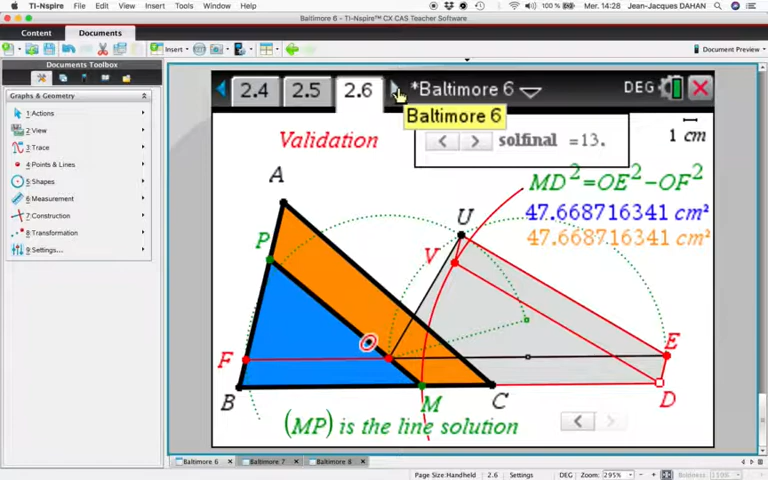 TI-Nspire File Edit View Insert Tools Window Help 100 % Mar. 14:28 Jean-Jacques DAHAN
Baltimore 6 - TI-Nspire™ CX CAS Teacher Software
Content Documents
Insert Document Preview
Documents Toolbox
Graphs & Geometry
1 Actions
2 View
3 Trace
4 Points & Lines
5 Shapes
6 Measurement
7 Construction
8 Transformation
9 Settings...
2.4 2.5 2.6 *Baltimore 6 DEG
Baltimore 6
Validation
solfinal =13.
1 cm
MD²=OE²-OF²
47.668716341 cm²
47.668716341 cm²
A
U
P
V
O
E
F
D
B
M
C
(MP) is the line solution
Baltimore 6 Baltimore 7 Baltimore 8
Page Size:Handheld 2.6 Settings DEG Zoom: 295% Boldness: